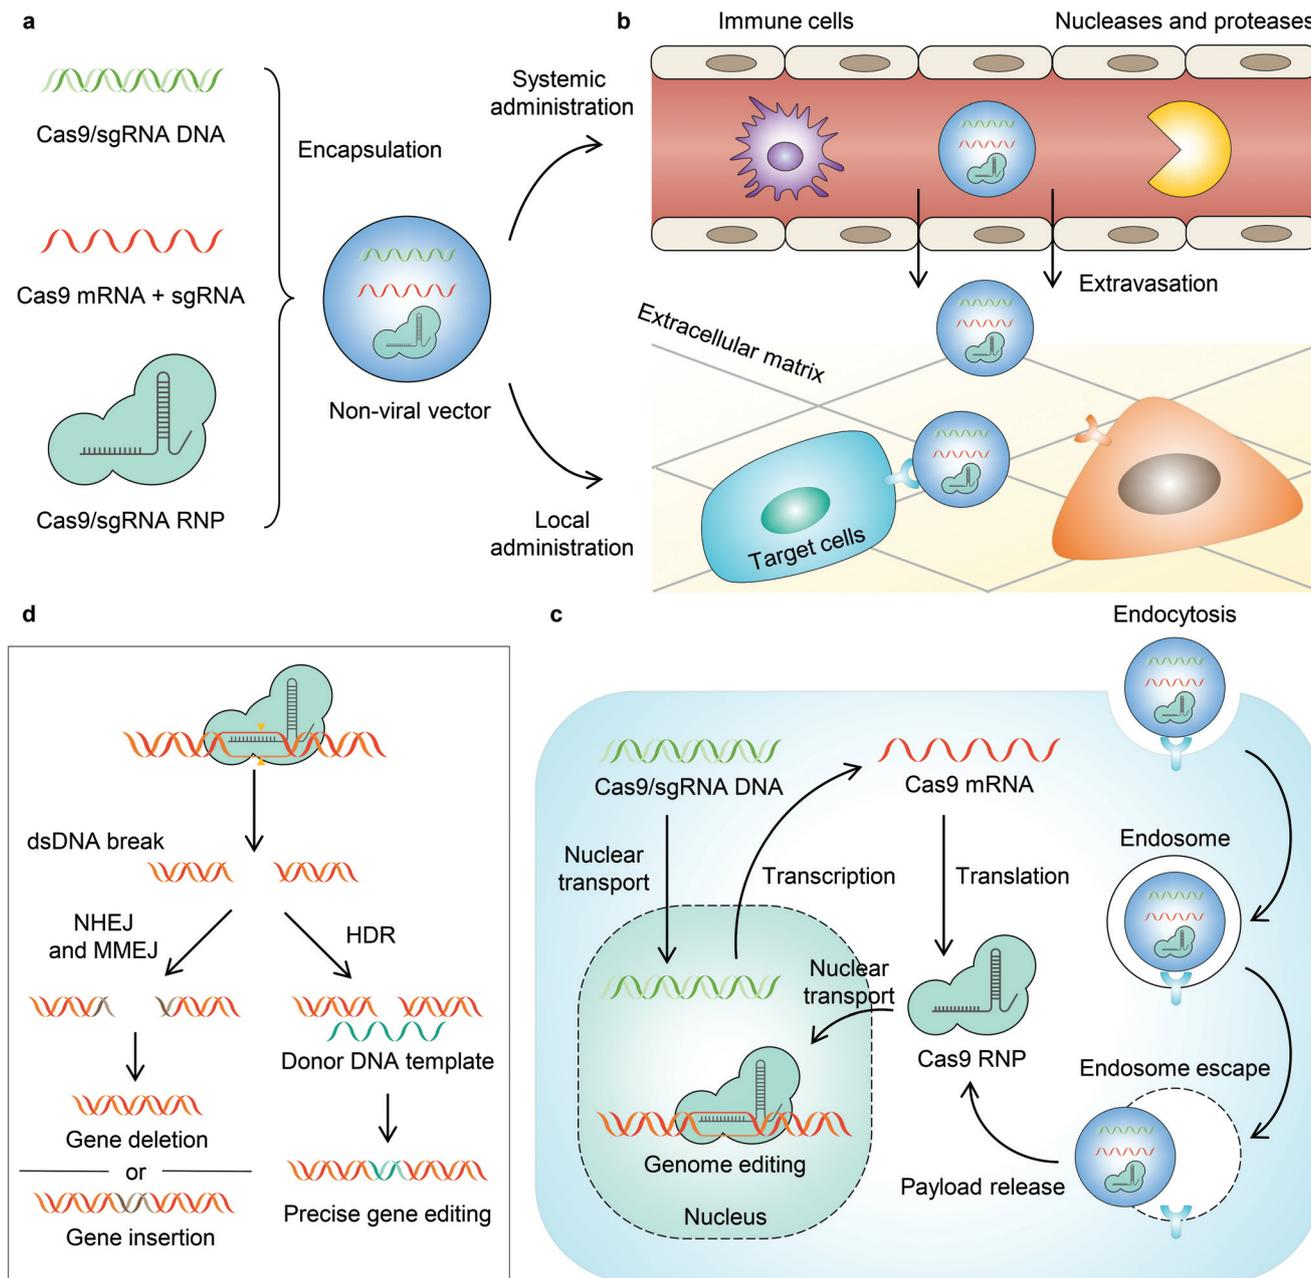 a
Cas9/sgRNA DNA
Cas9 mRNA + sgRNA
Cas9/sgRNA RNP
Encapsulation
Non-viral vector
Systemic
administration
Local
administration
b
Immune cells
Nucleases and proteases
Extravasation
Extracellular matrix
Target cells
d
dsDNA break
NHEJ
and MMEJ
HDR
Donor DNA template
Gene deletion
or
Gene insertion
Precise gene editing
c
Endocytosis
Cas9/sgRNA DNA
Cas9 mRNA
Nuclear
transport
Transcription
Translation
Endosome
Nuclear
transport
Cas9 RNP
Endosome escape
Genome editing
Payload release
Nucleus